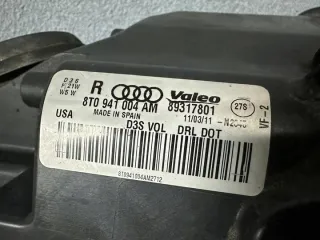 D3S
P21W
W5W
R Valeo
8T0 941 004 AM 89317801
MADE IN SPAIN 11/03/11
27S
USA D3S VOL DRL DOT
VF-2